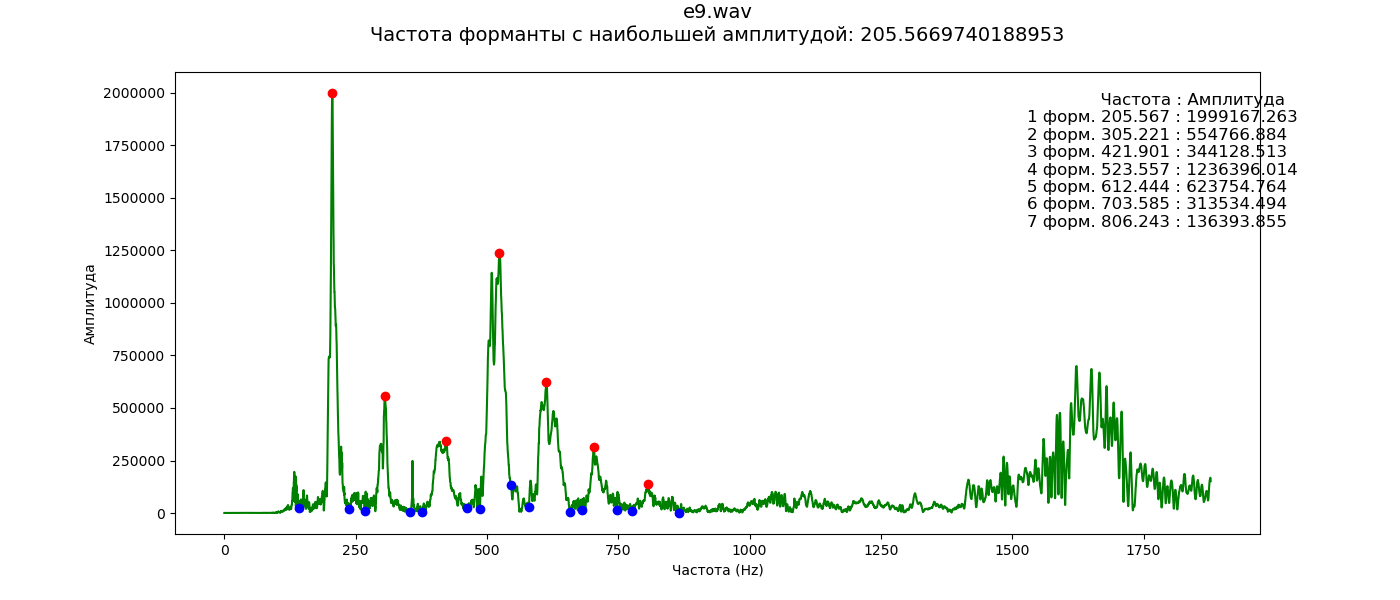 e9.wav
Частота форманты с наибольшей амплитудой: 205.5669740188953
Частота : Амплитуда
1 форм. 205.567 : 1999167.263
2 форм. 305.221 : 554766.884
3 форм. 421.901 : 344128.513
4 форм. 523.557 : 1236396.014
5 форм. 612.444 : 623754.764
6 форм. 703.585 : 313534.494
7 форм. 806.243 : 136393.855
Амплитуда
2000000
1750000
1500000
1250000
1000000
750000
500000
250000
0
0 250 500 750 1000 1250 1500 1750
Частота (Hz)